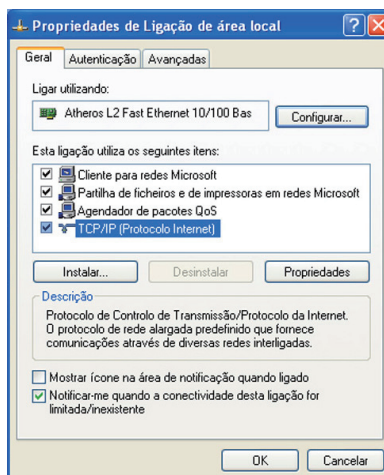 Propriedades de Ligação de área local
Geral Autenticação Avançadas
Ligar utilizando:
Atheros L2 Fast Ethernet 10/100 Bas Configurar...
Esta ligação utiliza os seguintes itens:
Cliente para redes Microsoft
Partilha de ficheiros e de impressoras em redes Microsoft
Agendador de pacotes QoS
TCP/IP (Protocolo Internet)
Instalar... Desinstalar Propriedades
Descrição
Protocolo de Controlo de Transmissão/Protocolo da Internet.
O protocolo de rede alargada predefinido que fornece
comunicações através de diversas redes interligadas.
Mostrar ícone na área de notificação quando ligado
Notificar-me quando a conectividade desta ligação for
limitada/inexistente
OK Cancelar